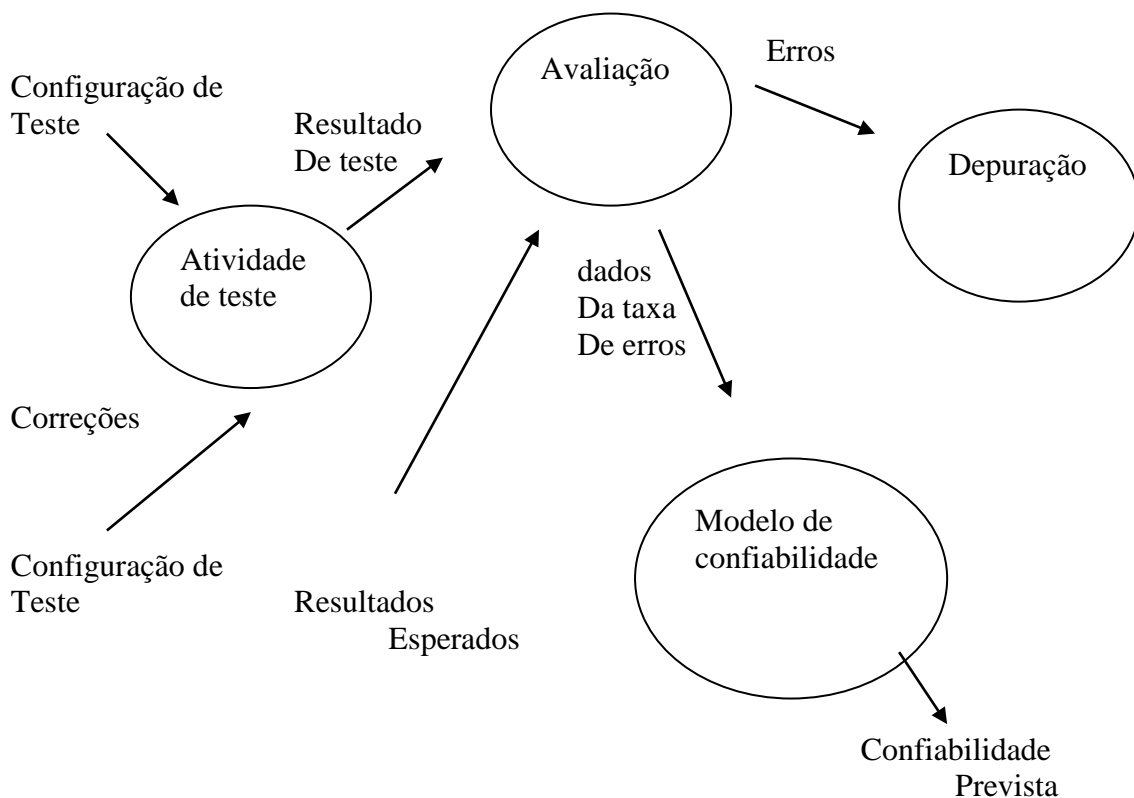 Configuração de
Teste
Resultado
De teste
Avaliação
Erros
Depuração
Atividade
de teste
dados
Da taxa
De erros
Correções
Configuração de
Teste
Resultados
Esperados
Modelo de
confiabilidade
Confiabilidade
Prevista